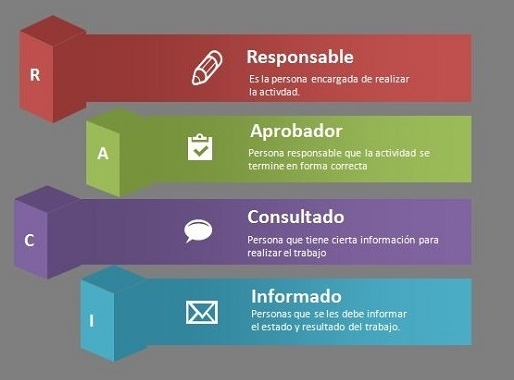 R
Responsable
Es la persona encargada de realizar
la activdad.
A
Aprobador
Persona responsable que la actividad se
termine en forma correcta
C
Consultado
Persona que tiene cierta información para
realizar el trabajo
I
Informado
Personas que se les debe informar
el estado y resultado del trabajo.